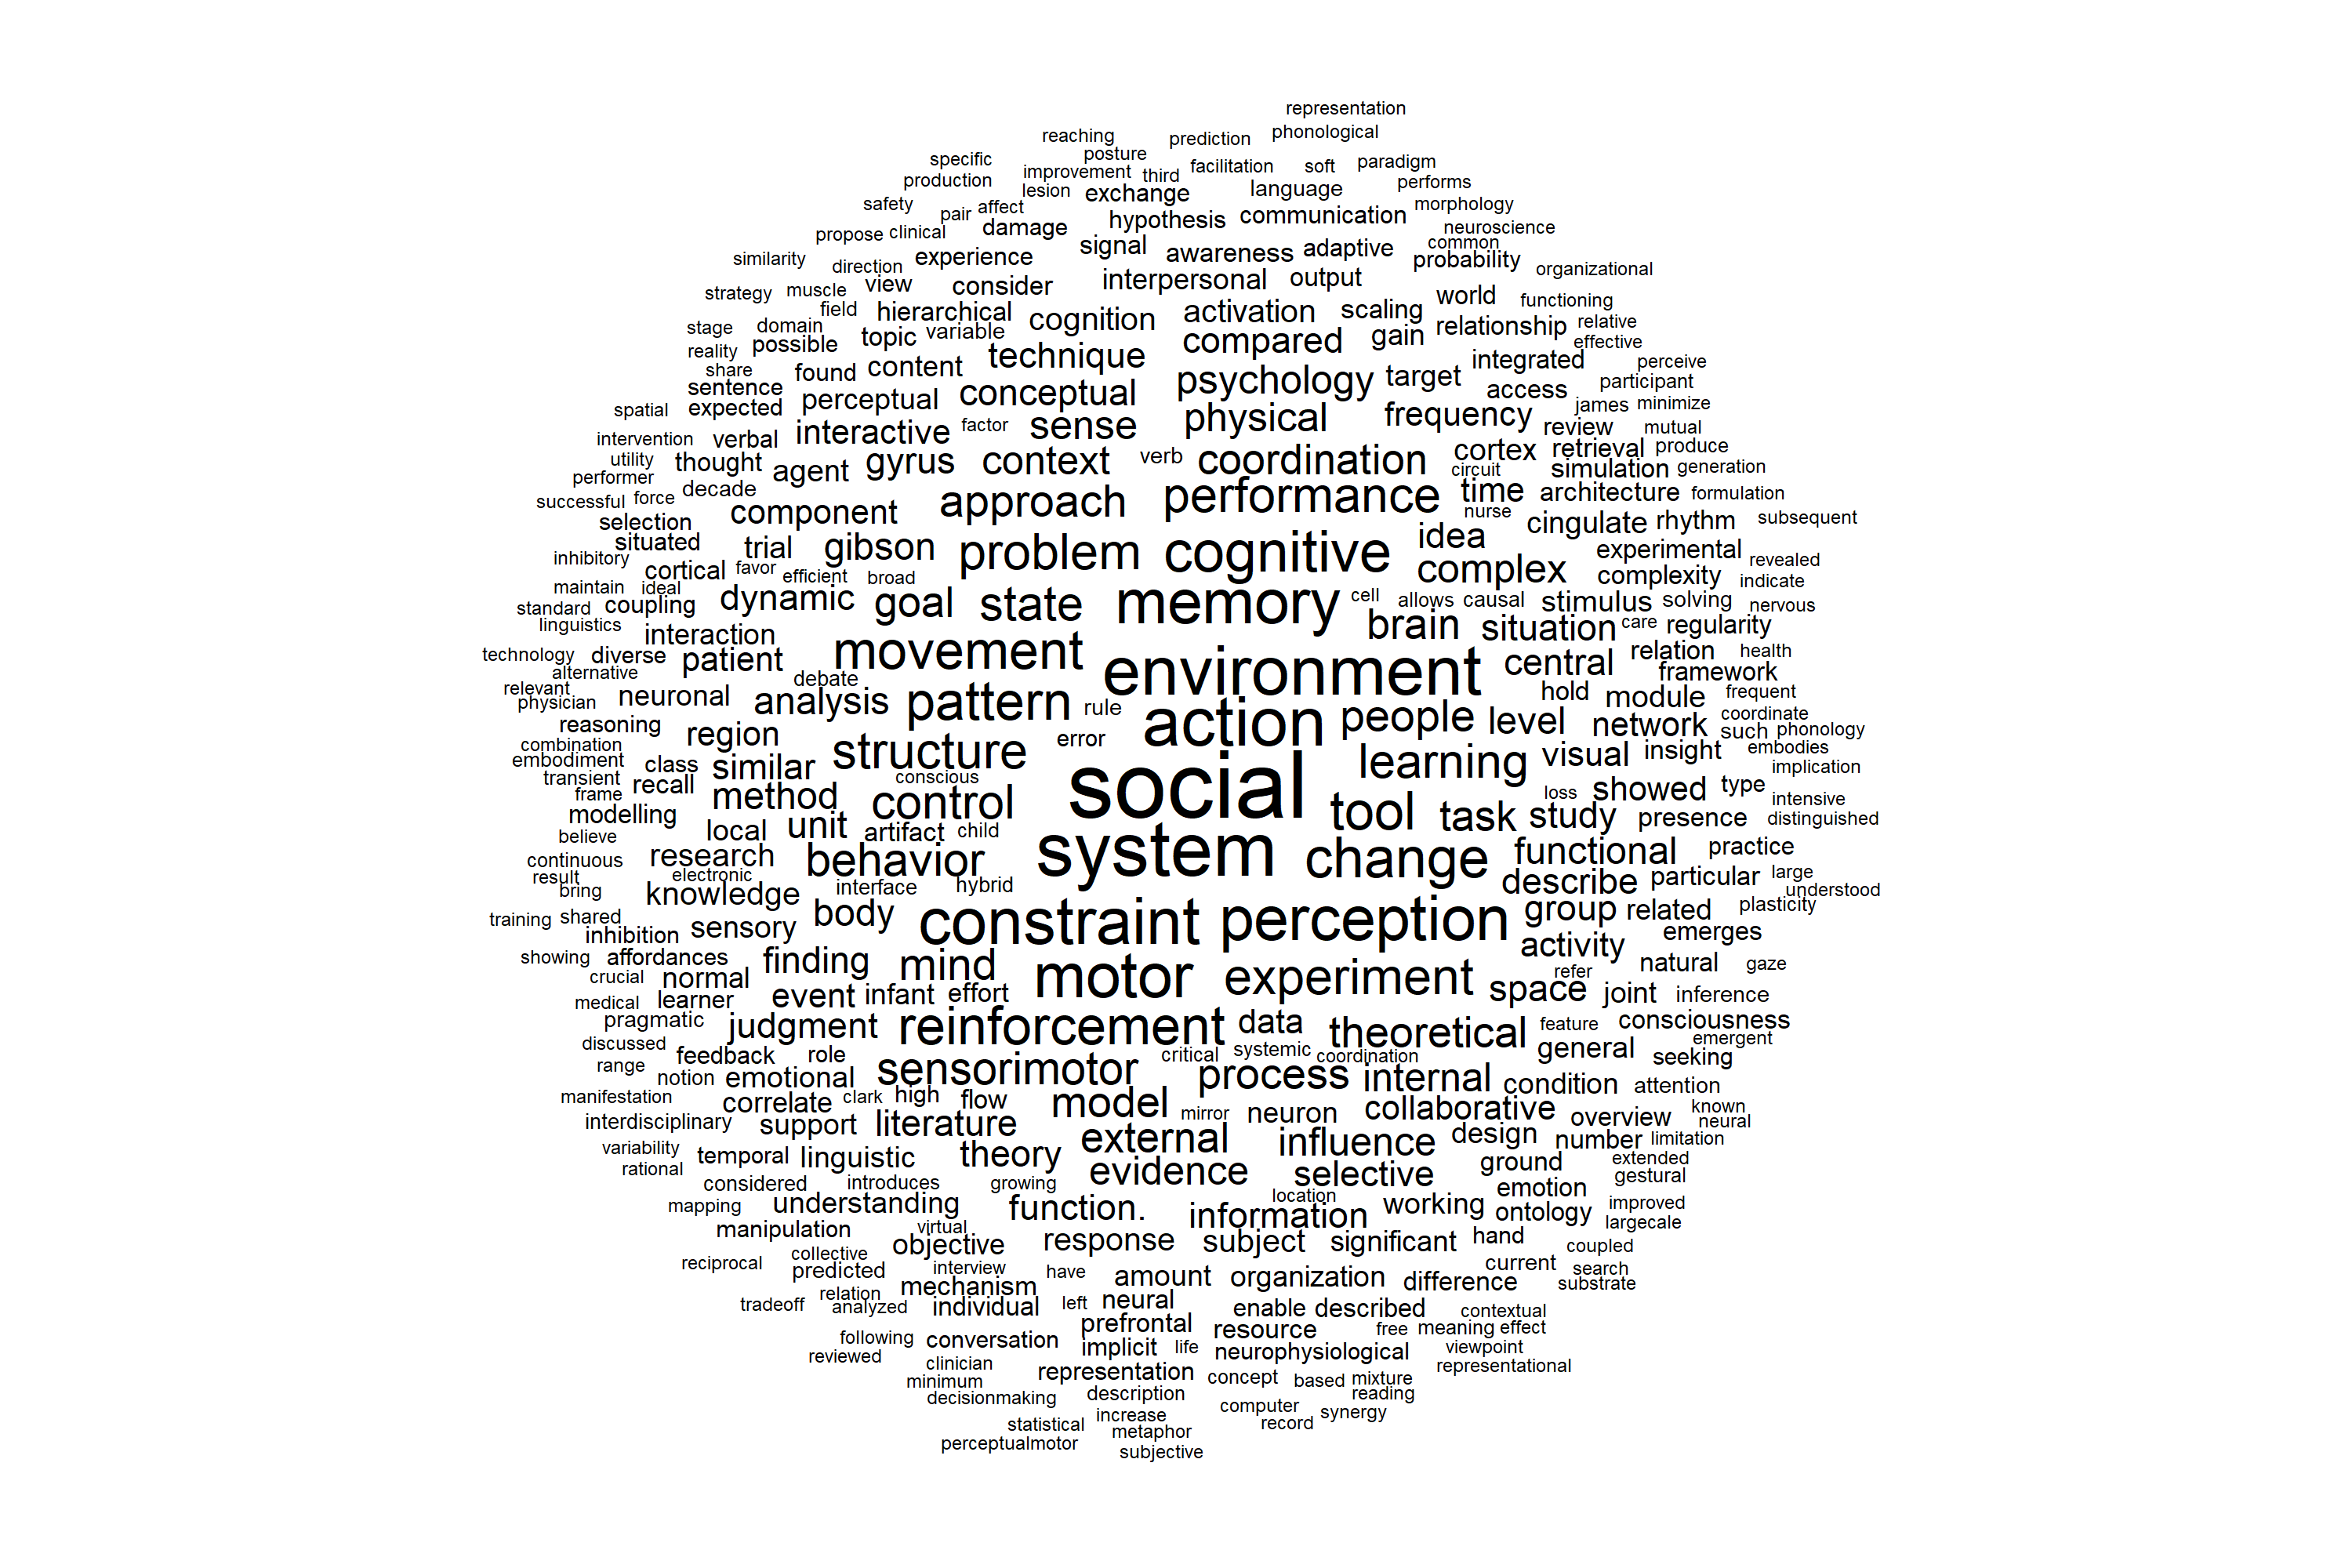 representation
reaching prediction phonological
posture
specific improvement third facilitation soft paradigm
production lesion exchange language performs
safety pair affect hypothesis communication morphology
propose clinical damage signal awareness adaptive common neuroscience
similarity direction experience interpersonal output probability organizational
strategy muscle view consider world functioning
field hierarchical cognition activation scaling relationship relative
stage domain topic variable compared gain effective
reality possible technique integrated perceive
share found content psychology target access participant
sentence conceptual
spatial expected perceptual physical frequency james minimize
intervention verbal interactive factor sense review mutual
utility thought agent gyrus context verb coordination cortex retrieval produce
performer circuit simulation generation
successful force decade approach performance time architecture formulation
selection component nurse cingulate rhythm subsequent
situated trial gibson problem cognitive idea experimental
inhibitory cortical favor efficient broad complex complexity revealed
maintain ideal dynamic goal state memory cell allows causal stimulus solving indicate
standard coupling nervous
linguistics interaction movement brain situation care regularity
technology diverse patient environment central relation health
alternative debate framework
relevant neuronal analysis pattern rule action people level hold module frequent
physician network coordinate
reasoning region structure error such phonology
combination learning visual insight embodies
embodiment class similar conscious social implication
transient recall method control tool task study loss showed type intensive
frame
modelling local unit artifact child presence distinguished
believe
continuous research behavior system change functional practice
result electronic describe particular large
bring knowledge interface hybrid understood
training shared body constraint perception group related plasticity
inhibition sensory activity emerges
showing affordances finding mind motor experiment refer natural gaze
crucial normal
medical learner event infant effort space joint inference
pragmatic judgment reinforcement data theoretical feature consciousness
discussed feedback role critical systemic coordination general emergent
range sensorimotor seeking
notion emotional process internal condition attention
manifestation correlate clark high flow model mirror neuron collaborative overview known
interdisciplinary support literature neural
variability external influence design number limitation
rational temporal linguistic theory evidence selective ground extended
considered introduces growing gestural
mapping understanding function. location information working emotion improved
manipulation virtual ontology largecale
reciprocal collective objective response subject significant hand coupled
predicted interview have current search
tradeoff relation mechanism amount organization difference substrate
analyzed individual left neural enable described contextual
following conversation prefrontal resource free meaning effect
reviewed implicit life neurophysiological viewpoint
clinician representation concept based mixture representational
minimum
decisionmaking description computer reading
statistical increase record synergy
perceptualmotor metaphor
subjective